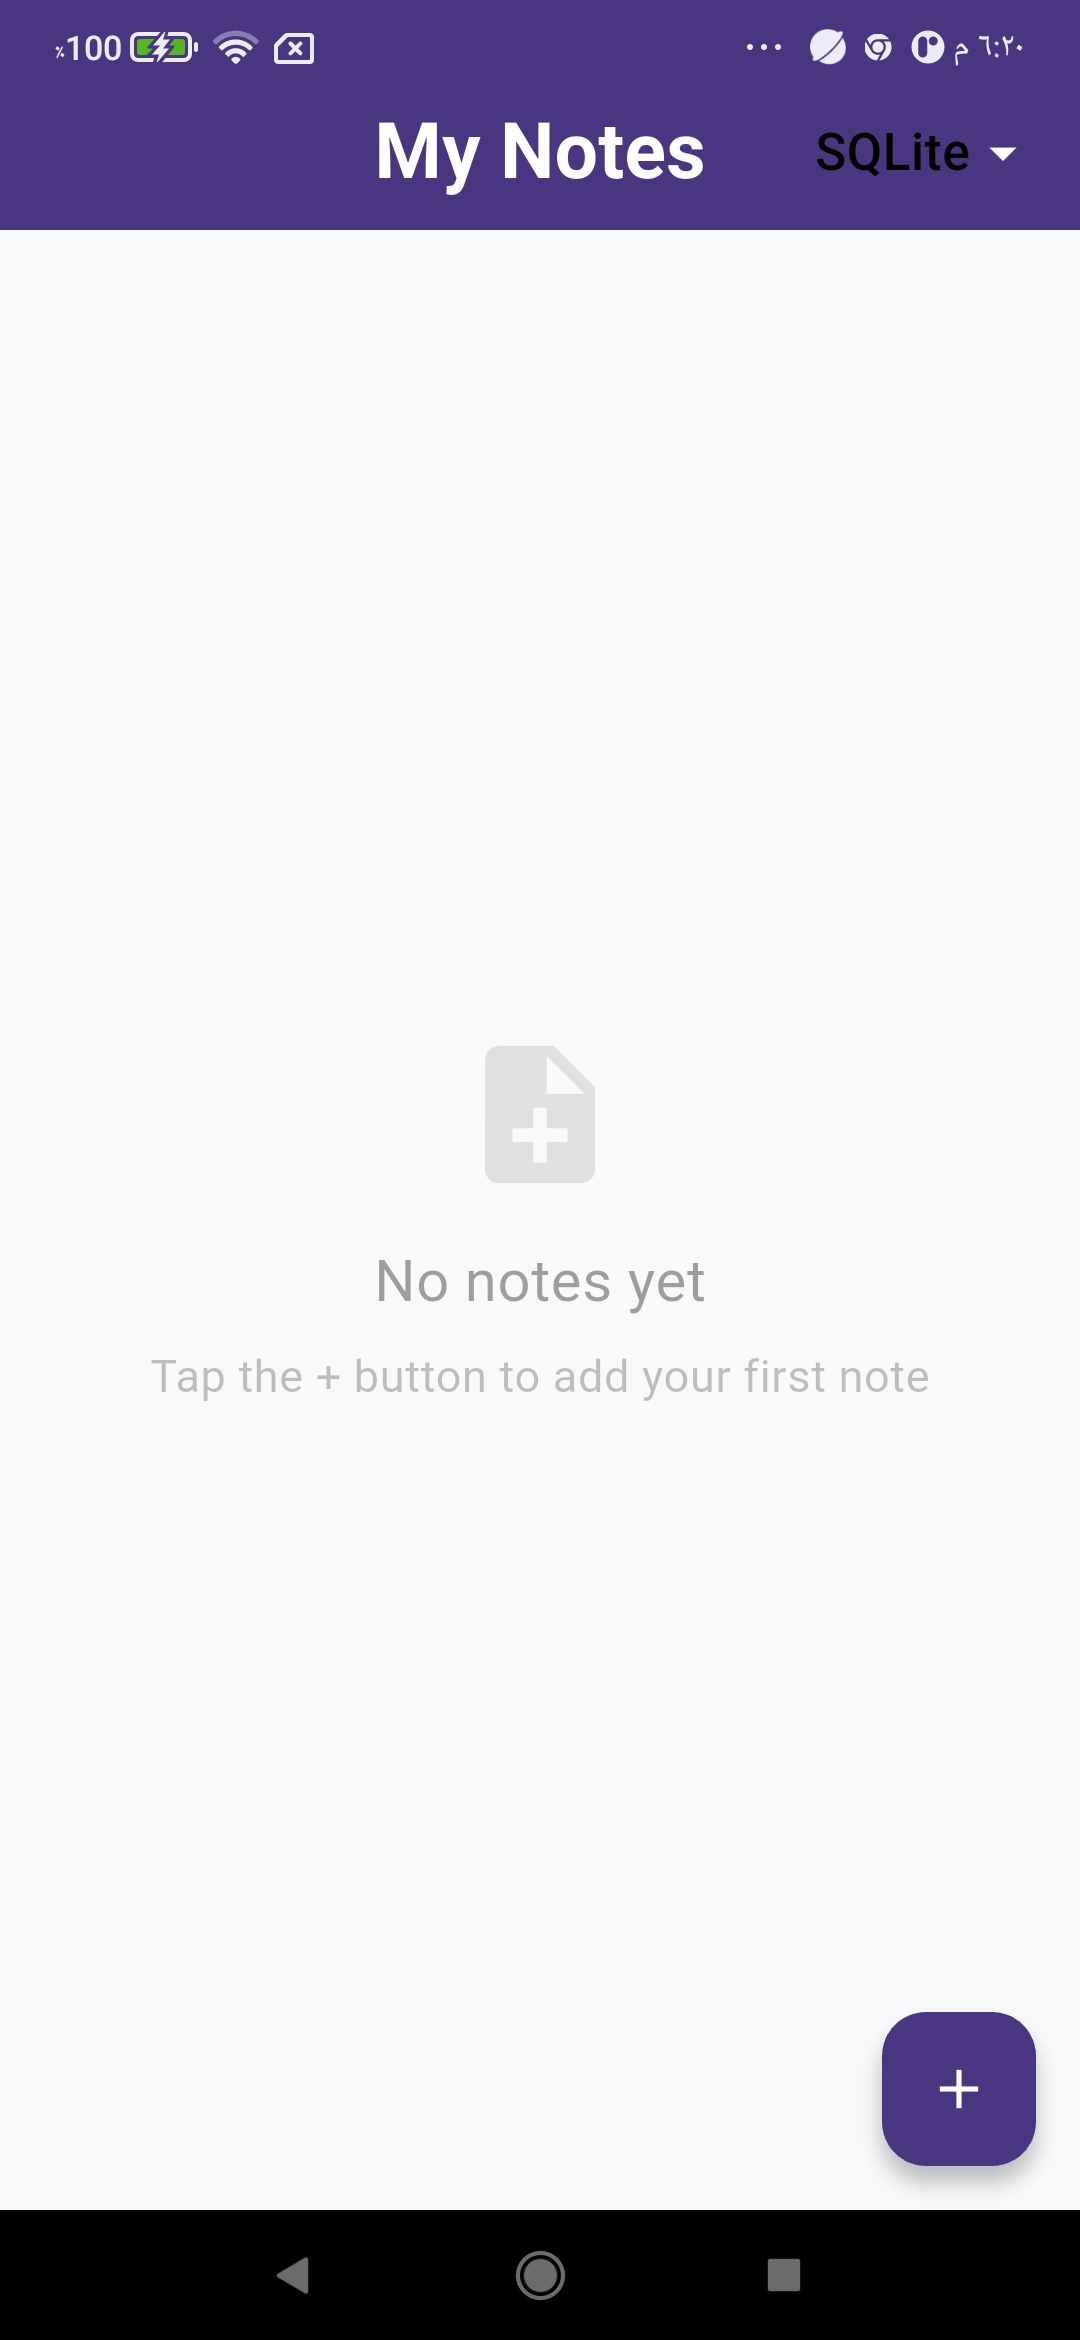 ٪100
٦:٢٠ م
My Notes
SQLite
No notes yet
Tap the + button to add your first note